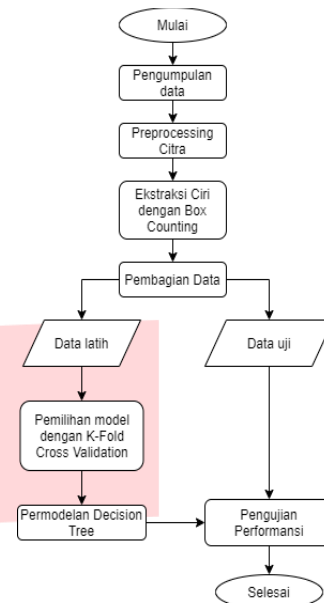 Mulai
Pengumpulan
data
Preprocessing
Citra
Ekstraksi Ciri
dengan Box
Counting
Pembagian Data
Data latih
Data uji
Pemilihan model
dengan K-Fold
Cross Validation
Permodelan Decision
Tree
Pengujian
Performansi
Selesai